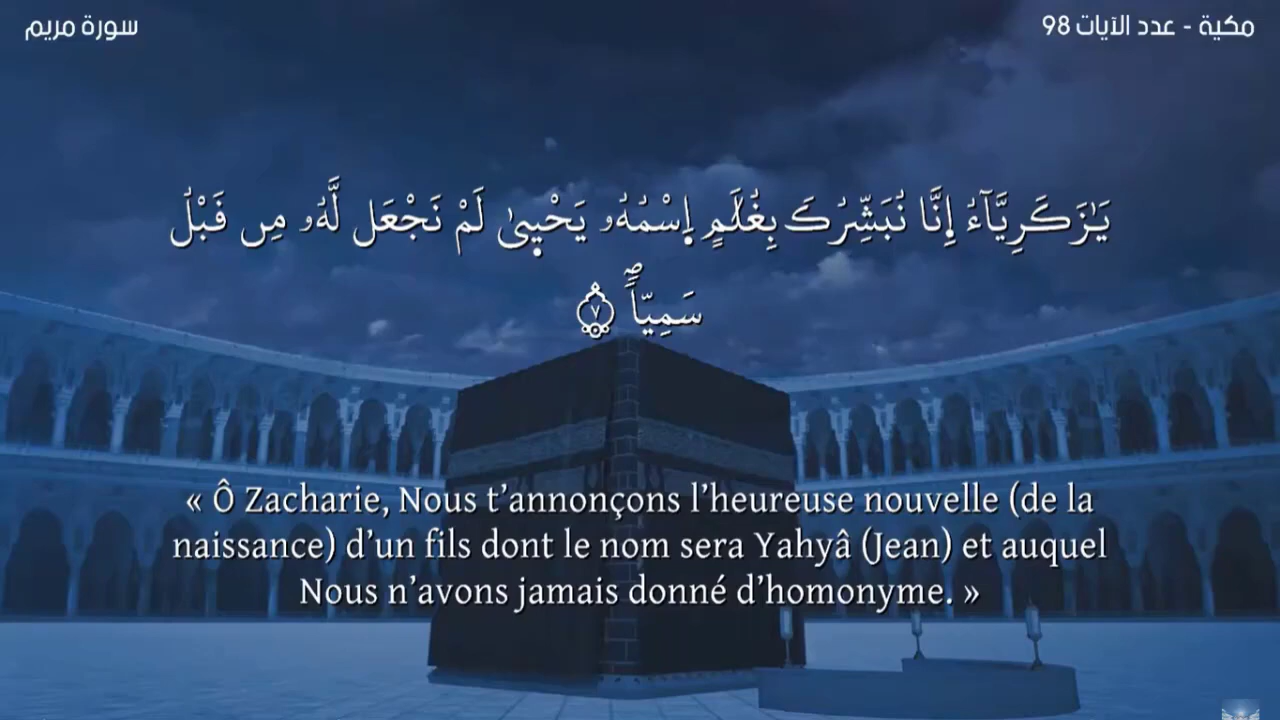 سورة مريم
مكية - عدد الآيات 98
يَٰزَكَرِيَّآءُ اِ۪نَّا نُبَشِّرُكَ بِغُلَٰمٍ اِ۪سْمُهُۥ يَحْي۪يٰ لَمْ نَجْعَل لَّهُۥ مِن قَبْلُ
سَمِيّاٗۖ ٧
« Ô Zacharie, Nous t’annonçons l’heureuse nouvelle (de la
naissance) d’un fils dont le nom sera Yahyâ (Jean) et auquel
Nous n’avons jamais donné d’homonyme. »